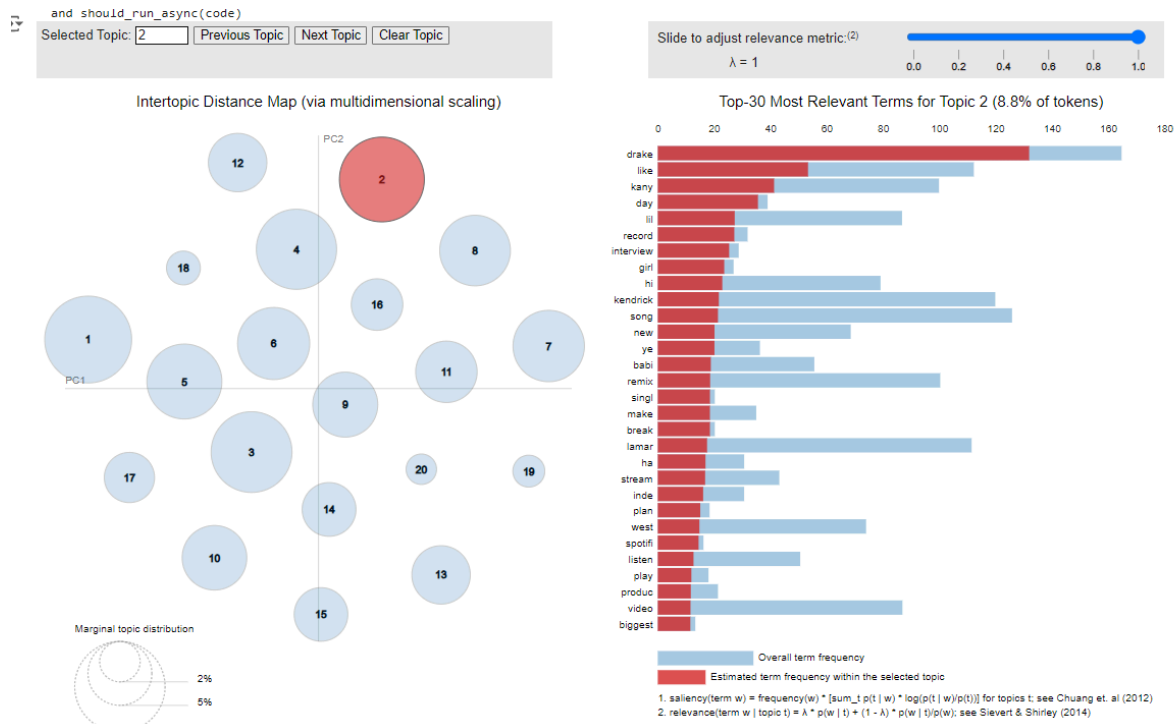 and should_run_async(code)
Selected Topic: 2 Previous Topic Next Topic Clear Topic
Slide to adjust relevance metric:(2)
λ = 1
0.0 0.2 0.4 0.6 0.8 1.0
Intertopic Distance Map (via multidimensional scaling)
PC2
PC1
12
2
4
8
18
16
1
6
7
5
11
9
3
20
19
17
14
10
13
15
Marginal topic distribution
2%
5%
Top-30 Most Relevant Terms for Topic 2 (8.8% of tokens)
0 20 40 60 80 100 120 140 160 180
drake
like
kany
day
lil
record
interview
girl
hi
kendrick
song
new
ye
babi
remix
singl
make
break
lamar
ha
stream
inde
plan
west
spotifi
listen
play
produc
video
biggest
Overall term frequency
Estimated term frequency within the selected topic
1. saliency(term w) = frequency(w) * [sum_t p(t | w) * log(p(t | w)/p(t))] for topics t; see Chuang et. al (2012)
2. relevance(term w | topic t) = λ * p(w | t) + (1 - λ) * p(w | t)/p(w); see Sievert & Shirley (2014)